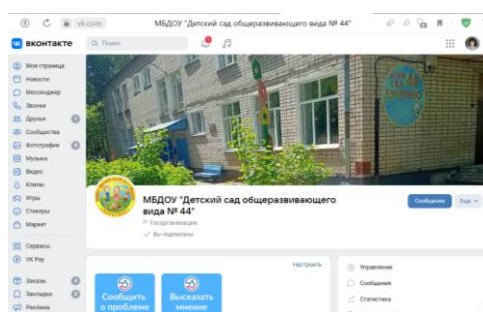 vk.com
МБДОУ "Детский сад общеразвивающего вида № 44"
вконтакте
Поиск
Моя страница
Новости
Мессенджер
Звонки
Друзья
Сообщества
Фотографии
Музыка
Видео
Клипы
Игры
Стикеры
Маркет
Сервисы
VK Pay
Заказы
Закладки
Реклама
МБДОУ "Детский сад общеразвивающего
вида № 44"
Госорганизация
Вы подписаны
Сообщение
Ещё
Настроить
Сообщить
о проблеме
Высказать
мнение
Управление
Сообщения
Статистика